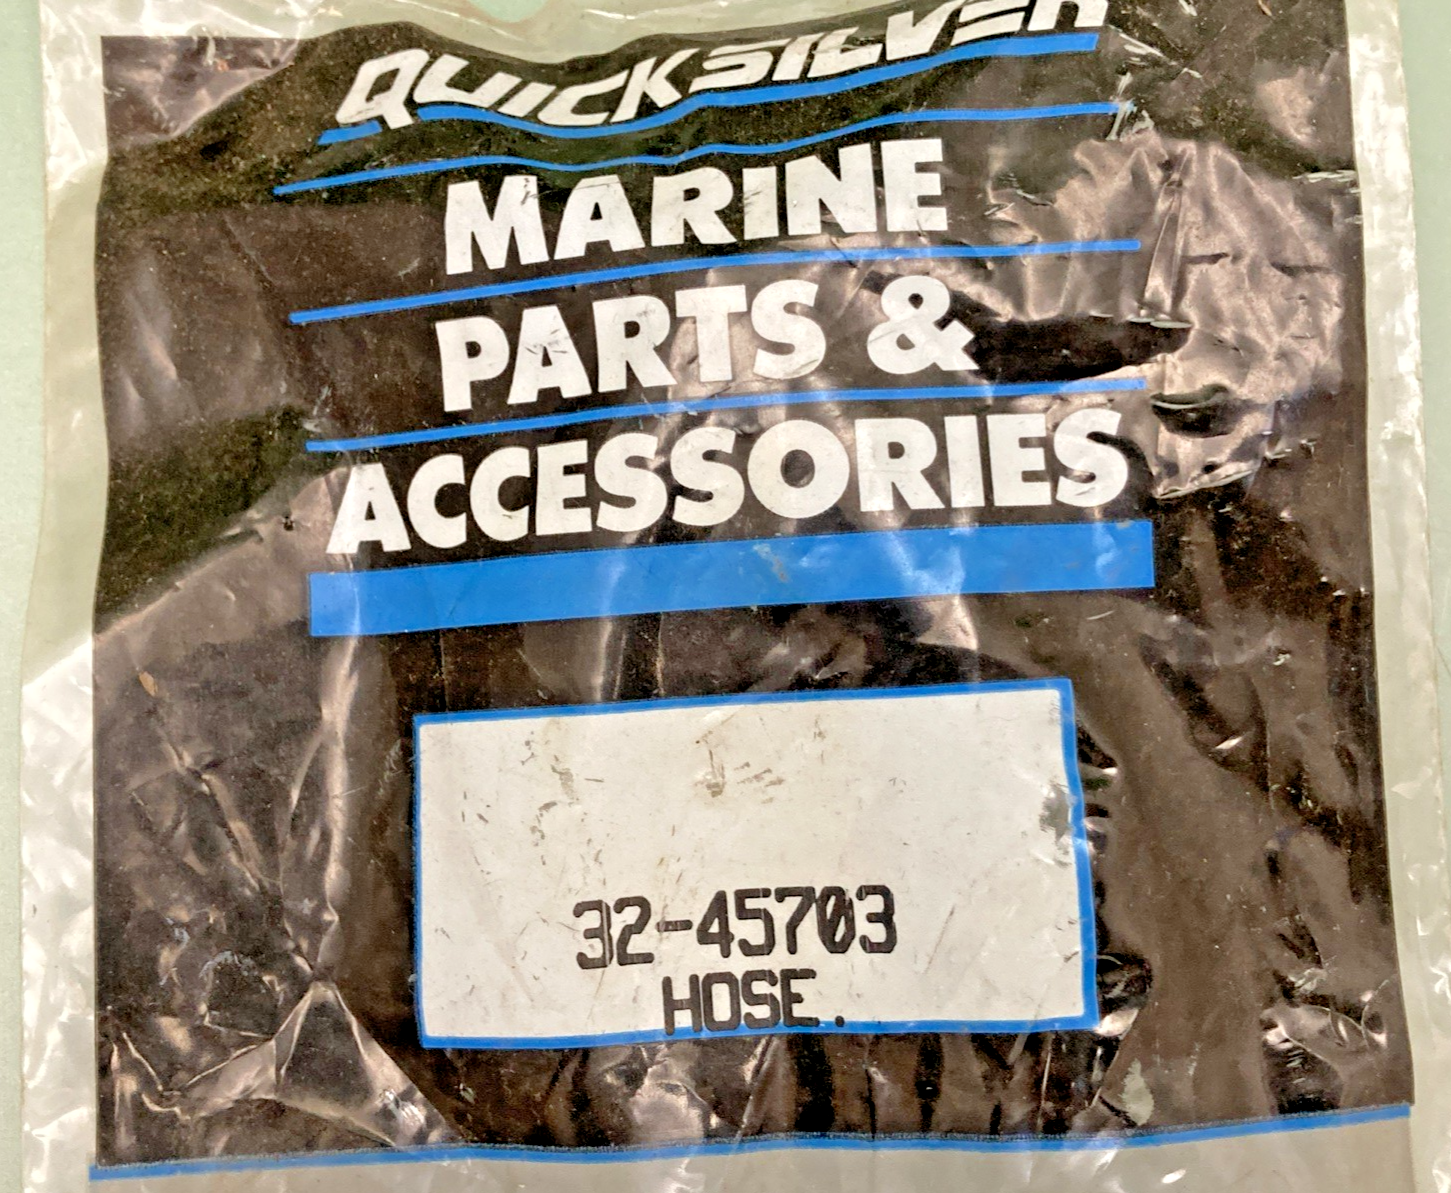 QUICKSILVER
MARINE
PARTS &
ACCESSORIES
32-45703
HOSE.